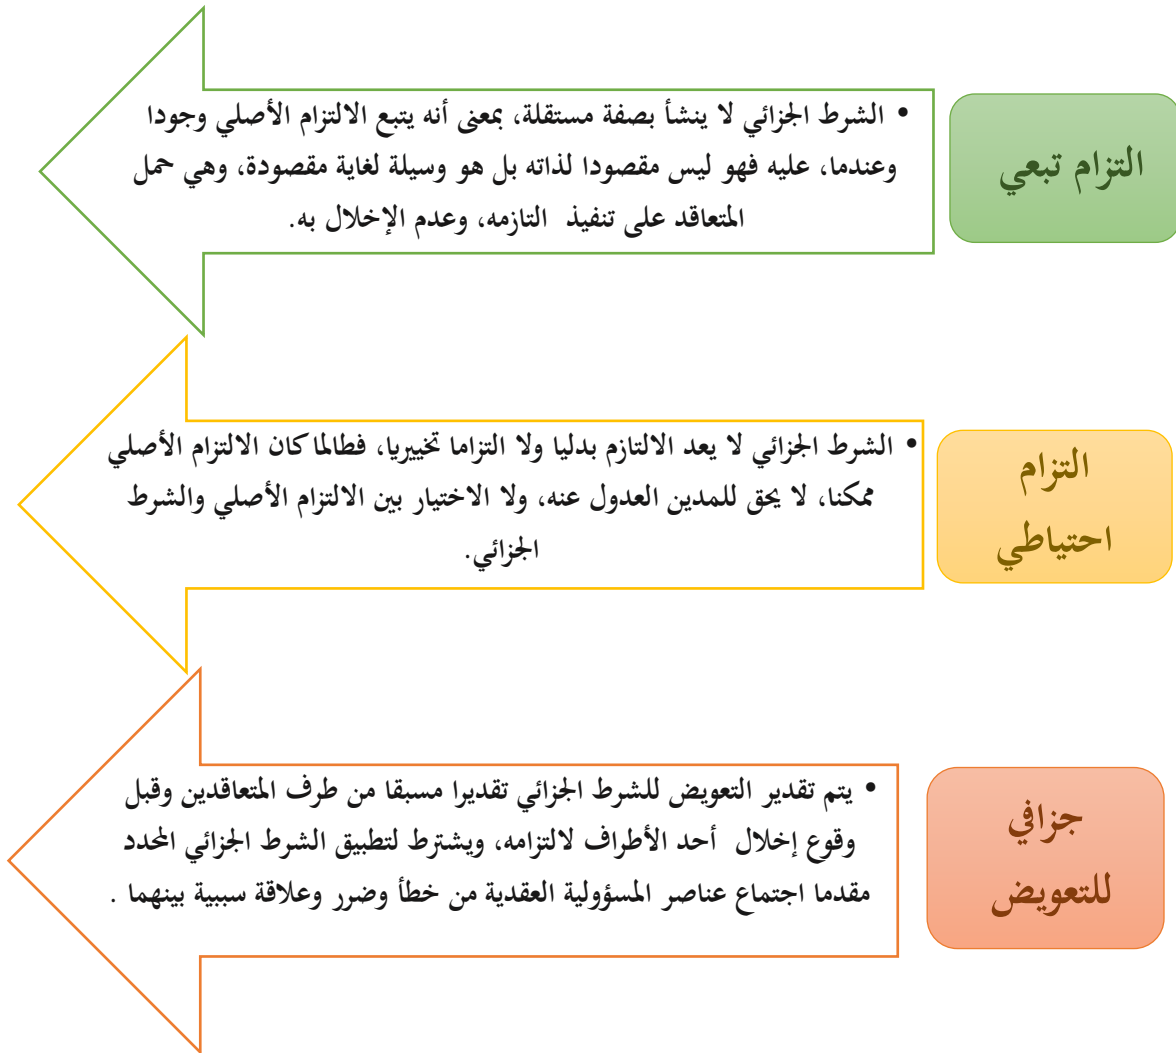 التزام تبعي
• الشرط الجزائي لا ينشأ بصفة مستقلة، بمعنى أنه يتبع الالتزام الأصلي وجودا
وعندما، عليه فهو ليس مقصودا لذاته بل هو وسيلة لغاية مقصودة، وهي حمل
المتعاقد على تنفيذ التازمه، وعدم الإخلال به.
التزام
احتياطي
• الشرط الجزائي لا يعد الالتازم بدليا ولا التزاما تخييريا، فطالما كان الالتزام الأصلي
ممكنا، لا يحق للمدين العدول عنه، ولا الاختيار بين الالتزام الأصلي والشرط
الجزائي.
جزافي
للتعويض
• يتم تقدير التعويض للشرط الجزائي تقديرا مسبقا من طرف المتعاقدين وقبل
وقوع إخلال أحد الأطراف لالتزامه، ويشترط لتطبيق الشرط الجزائي المحدد
مقدما اجتماع عناصر المسؤولية العقدية من خطأ وضرر وعلاقة سببية بينهما .